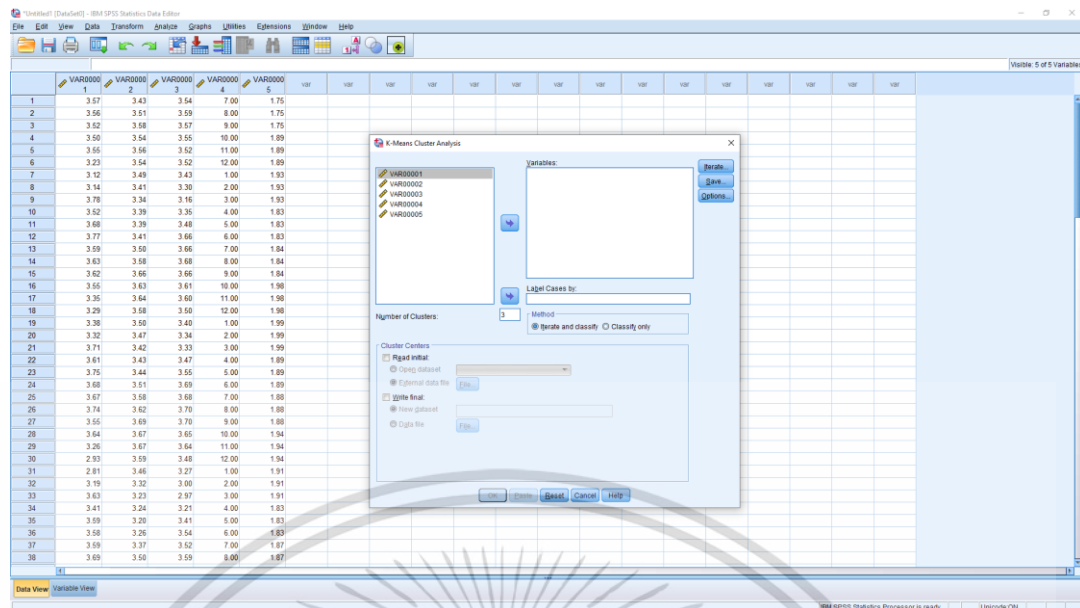 *Untitled1 [DataSet0] - IBM SPSS Statistics Data Editor
File Edit View Data Transform Analyze Graphs Utilities Extensions Window Help
Visible: 5 of 5 Variables
VAR00001 VAR00002 VAR00003 VAR00004 VAR00005 var var var var var var var var var var var var var var var
1 3.57 3.43 3.54 7.00 1.75
2 3.56 3.51 3.59 8.00 1.75
3 3.52 3.58 3.57 9.00 1.75
4 3.50 3.54 3.55 10.00 1.89
5 3.55 3.56 3.52 11.00 1.89
6 3.23 3.54 3.52 12.00 1.89
7 3.12 3.49 3.43 1.00 1.93
8 3.14 3.41 3.30 2.00 1.93
9 3.78 3.34 3.16 3.00 1.93
10 3.52 3.39 3.35 4.00 1.83
11 3.68 3.39 3.48 5.00 1.83
12 3.77 3.41 3.66 6.00 1.83
13 3.59 3.50 3.66 7.00 1.84
14 3.63 3.58 3.68 8.00 1.84
15 3.62 3.66 3.66 9.00 1.84
16 3.55 3.63 3.61 10.00 1.98
17 3.35 3.64 3.60 11.00 1.98
18 3.29 3.58 3.50 12.00 1.98
19 3.38 3.50 3.40 1.00 1.99
20 3.32 3.47 3.34 2.00 1.99
21 3.71 3.42 3.33 3.00 1.99
22 3.61 3.43 3.47 4.00 1.89
23 3.75 3.44 3.55 5.00 1.89
24 3.68 3.51 3.69 6.00 1.89
25 3.67 3.58 3.68 7.00 1.88
26 3.74 3.62 3.70 8.00 1.88
27 3.55 3.69 3.70 9.00 1.88
28 3.64 3.67 3.65 10.00 1.94
29 3.26 3.67 3.64 11.00 1.94
30 2.93 3.59 3.48 12.00 1.94
31 2.81 3.46 3.27 1.00 1.91
32 3.19 3.32 3.00 2.00 1.91
33 3.63 3.23 2.97 3.00 1.91
34 3.41 3.24 3.21 4.00 1.83
35 3.59 3.20 3.41 5.00 1.83
36 3.58 3.26 3.54 6.00 1.83
37 3.59 3.37 3.52 7.00 1.87
38 3.69 3.50 3.59 8.00 1.87
K-Means Cluster Analysis
VAR00001
VAR00002
VAR00003
VAR00004
VAR00005
Variables:
Iterate...
Save...
Options...
Label Cases by:
Number of Clusters: 3
Method
Iterate and classify Classify only
Cluster Centers
Read initial:
Open dataset
External data file File...
Write final:
New dataset
Data file File...
OK Paste Reset Cancel Help
Data View Variable View
IBM SPSS Statistics Processor is ready Unicode:ON